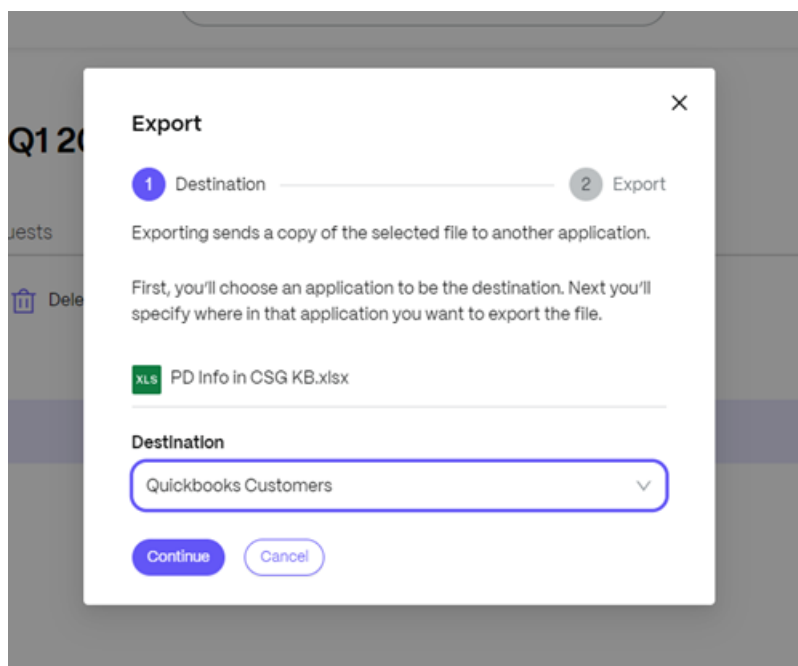 Export
Q1 20
1 Destination 2 Export
uests
Exporting sends a copy of the selected file to another application.
Dele
First, you'll choose an application to be the destination. Next you'll
specify where in that application you want to export the file.
XLS PD Info in CSG KB.xlsx
Destination
Quickbooks Customers
Continue Cancel